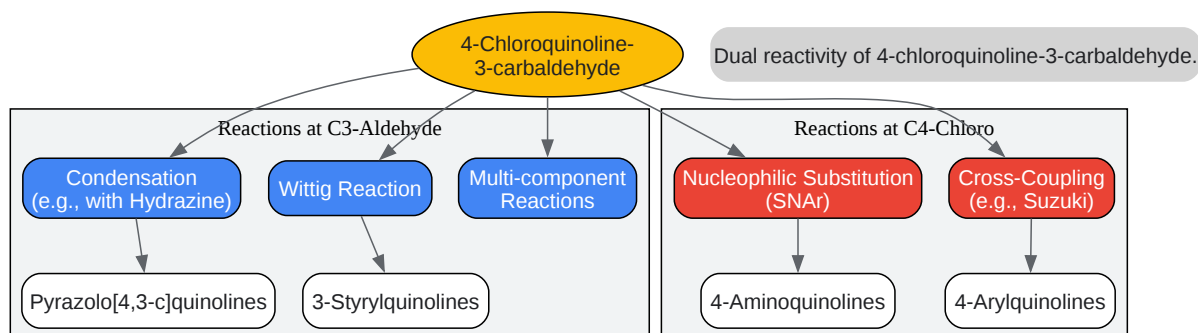 4-Chloroquinoline-
3-carbaldehyde
Dual reactivity of 4-chloroquinoline-3-carbaldehyde.
Reactions at C3-Aldehyde
Reactions at C4-Chloro
Condensation
(e.g., with Hydrazine)
Wittig Reaction
Multi-component
Reactions
Nucleophilic Substitution
(SNAr)
Cross-Coupling
(e.g., Suzuki)
Pyrazolo[4,3-c]quinolines
3-Styrylquinolines
4-Aminoquinolines
4-Arylquinolines